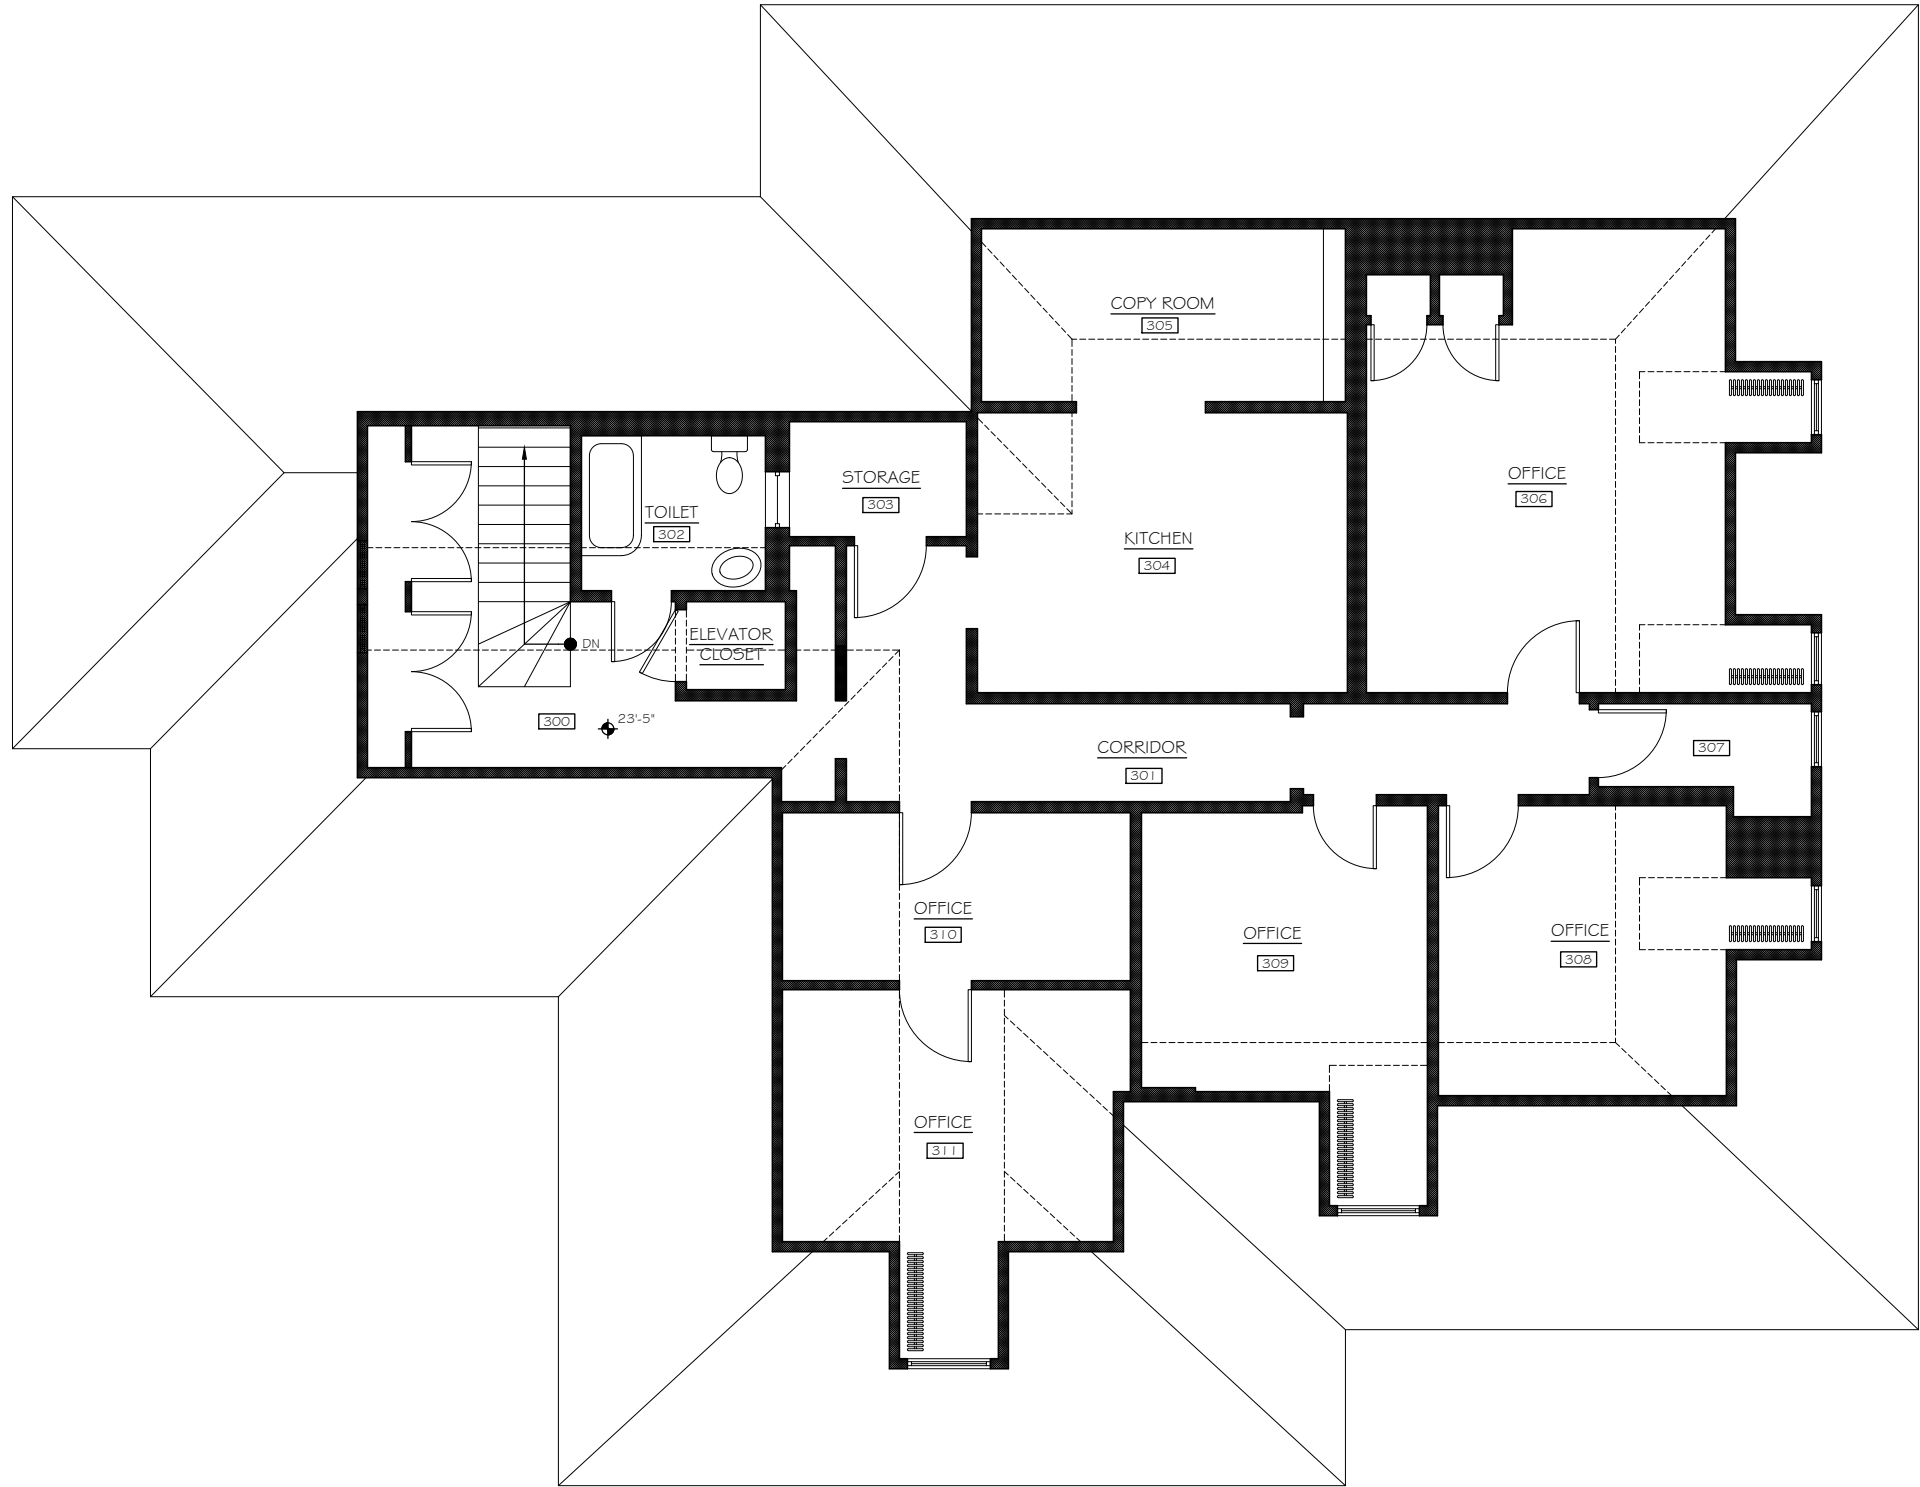 COPY ROOM
305
OFFICE
306
STORAGE
303
TOILET
302
KITCHEN
304
ELEVATOR
CLOSET
DN
300
23'-5"
CORRIDOR
301
307
OFFICE
310
OFFICE
309
OFFICE
308
OFFICE
311